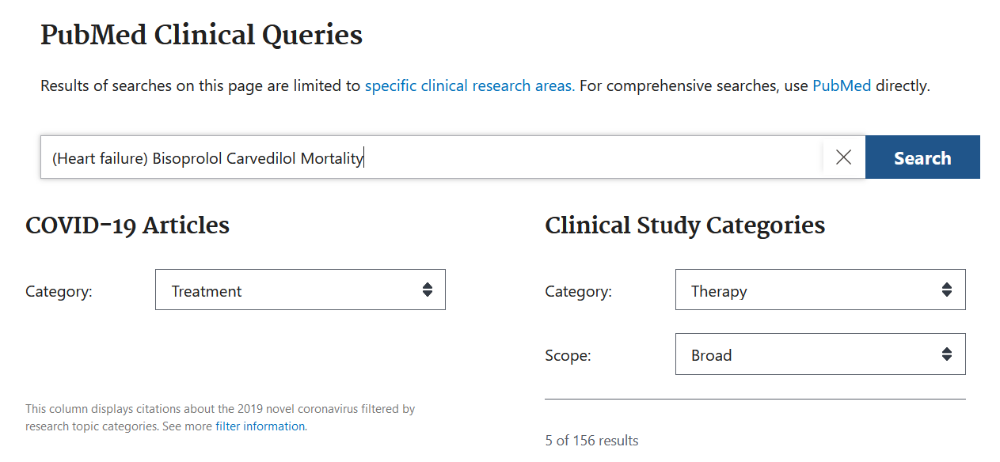 PubMed Clinical Queries
Results of searches on this page are limited to specific clinical research areas. For comprehensive searches, use PubMed directly.
(Heart failure) Bisoprolol Carvedilol Mortality
Search
COVID-19 Articles
Category:
Treatment
This column displays citations about the 2019 novel coronavirus filtered by
research topic categories. See more filter information.
Clinical Study Categories
Category:
Therapy
Scope:
Broad
5 of 156 results